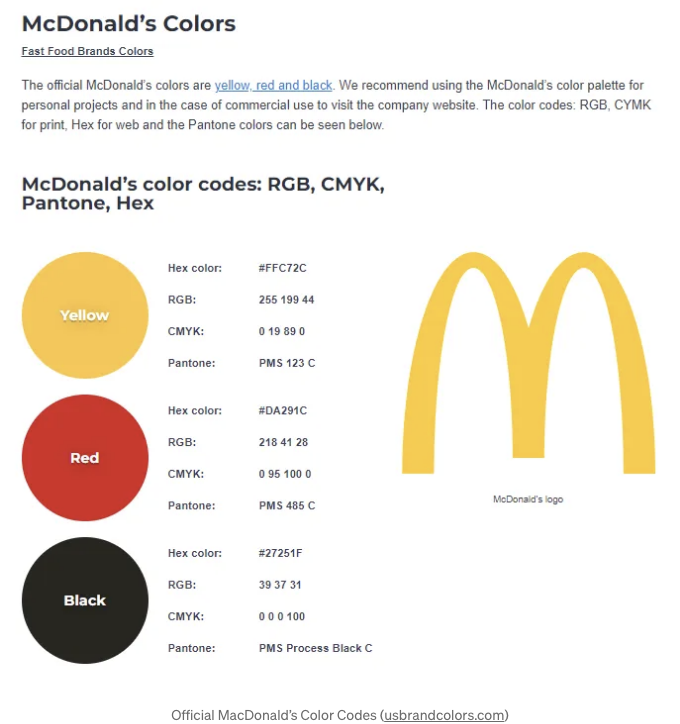 McDonald’s Colors
Fast Food Brands Colors
The official McDonald's colors are yellow, red and black. We recommend using the McDonald's color palette for
personal projects and in the case of commercial use to visit the company website. The color codes: RGB, CYMK
for print, Hex for web and the Pantone colors can be seen below.
McDonald’s color codes: RGB, CMYK,
Pantone, Hex
Yellow
Hex color: #FFC72C
RGB: 255 199 44
CMYK: 0 19 89 0
Pantone: PMS 123 C
Red
Hex color: #DA291C
RGB: 218 41 28
CMYK: 0 95 100 0
Pantone: PMS 485 C
McDonald's logo
Black
Hex color: #27251F
RGB: 39 37 31
CMYK: 0 0 0 100
Pantone: PMS Process Black C
Official MacDonald’s Color Codes (usbrandcolors.com)